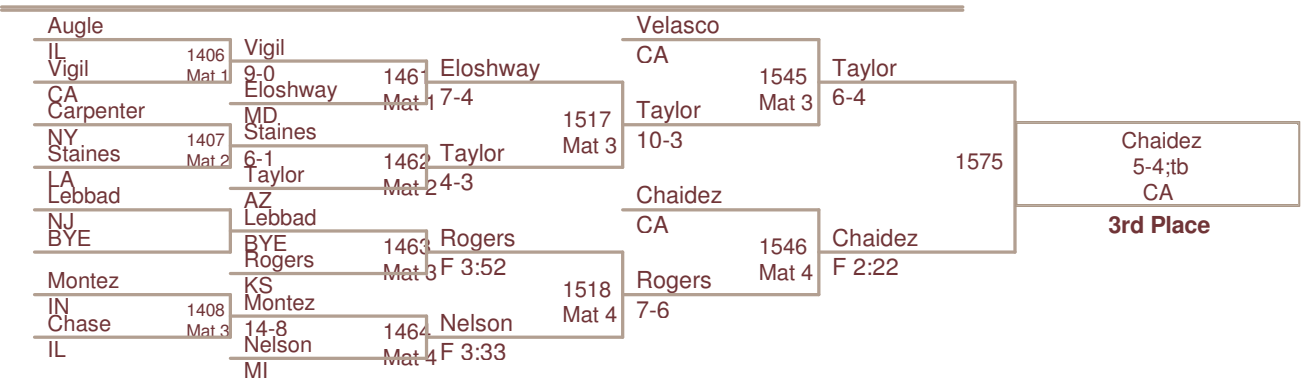 Augle
IL
1406
Mat 1
Vigil
CA
Carpenter
NY
1407
Mat 2
Staines
LA
Lebbad
NJ
BYE
Montez
IN
1408
Mat 3
Chase
IL
Vigil
9-0
1461
Mat 1
Eloshway
MD
Staines
6-1
1462
Mat 2
Taylor
AZ
Lebbad
BYE
1463
Mat 3
Rogers
KS
Montez
14-8
1464
Mat 4
Nelson
MI
Eloshway
7-4
1517
Mat 3
Taylor
4-3
Rogers
F 3:52
1518
Mat 4
Nelson
F 3:33
Velasco
CA
1545
Mat 3
Taylor
10-3
Chaidez
CA
1546
Mat 4
Rogers
7-6
Taylor
6-4
1575
Chaidez
F 2:22
Chaidez
5-4;tb
CA
3rd Place